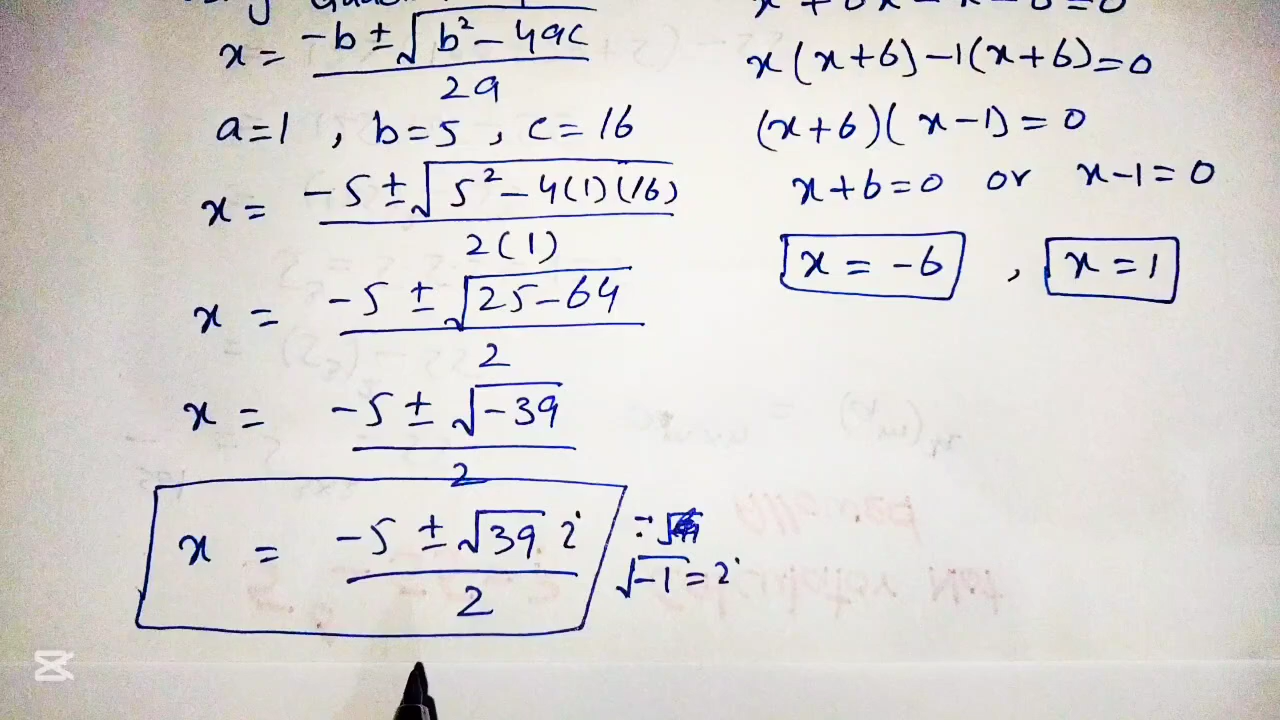 x = -b ± √b² - 4ac / 2a
a=1 , b=5 , c=16
x = -5 ± √5² - 4(1)(16) / 2(1)
x = -5 ± √25-64 / 2
x = -5 ± √-39 / 2
x = -5 ± √39 i / 2
√-1 = i
x(x+6)-1(x+6)=0
(x+6)(x-1)=0
x+6=0 or x-1=0
x = -6 , x = 1